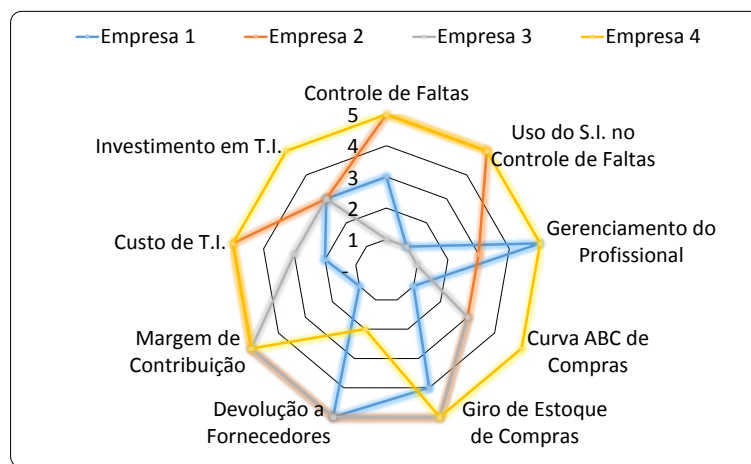 Empresa 1 Empresa 2 Empresa 3 Empresa 4
Controle de Faltas
5
4
3
2
1
-
Uso do S.I. no
Controle de Faltas
Gerenciamento do
Profissional
Curva ABC de
Compras
Giro de Estoque
de Compras
Devolução a
Fornecedores
Margem de
Contribuição
Custo de T.I.
Investimento em T.I.